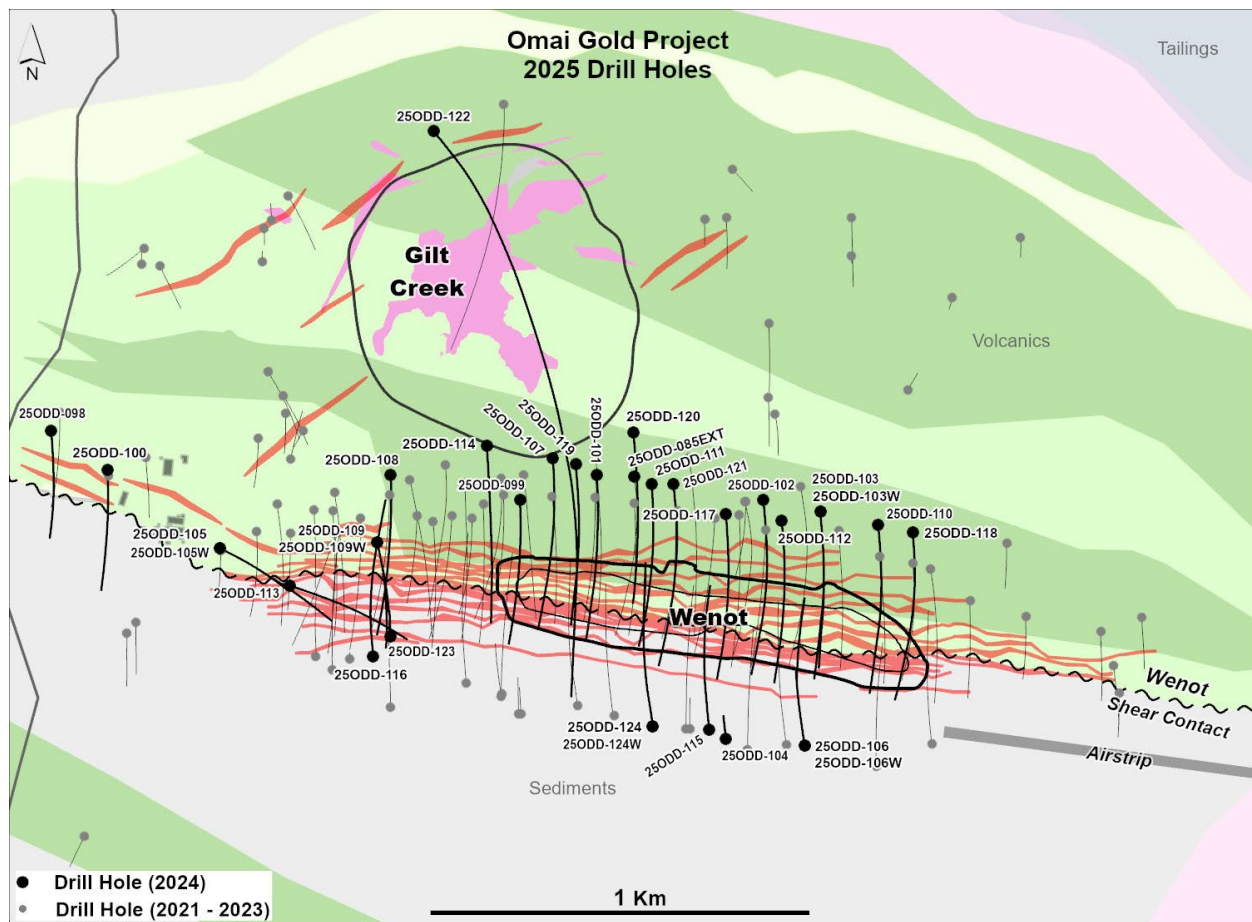 Omai Gold Project
2025 Drill Holes
Tailings
N
25ODD-122
Gilt
Creek
Volcanics
25ODD-098
25ODD-100
25ODD-114
25ODD-107
25ODD-119
25ODD-101
25ODD-120
25ODD-085EXT
25ODD-111
25ODD-121
25ODD-108
25ODD-099
25ODD-102
25ODD-103
25ODD-103W
25ODD-117
25ODD-110
25ODD-112
25ODD-118
25ODD-105
25ODD-105W
25ODD-109
25ODD-109W
25ODD-113
Wenot
25ODD-123
25ODD-116
Wenot
Shear Contact
25ODD-124
25ODD-124W
25ODD-115
25ODD-104
25ODD-106
25ODD-106W
Airstrip
Sediments
Drill Hole (2024)
Drill Hole (2021 - 2023)
1 Km